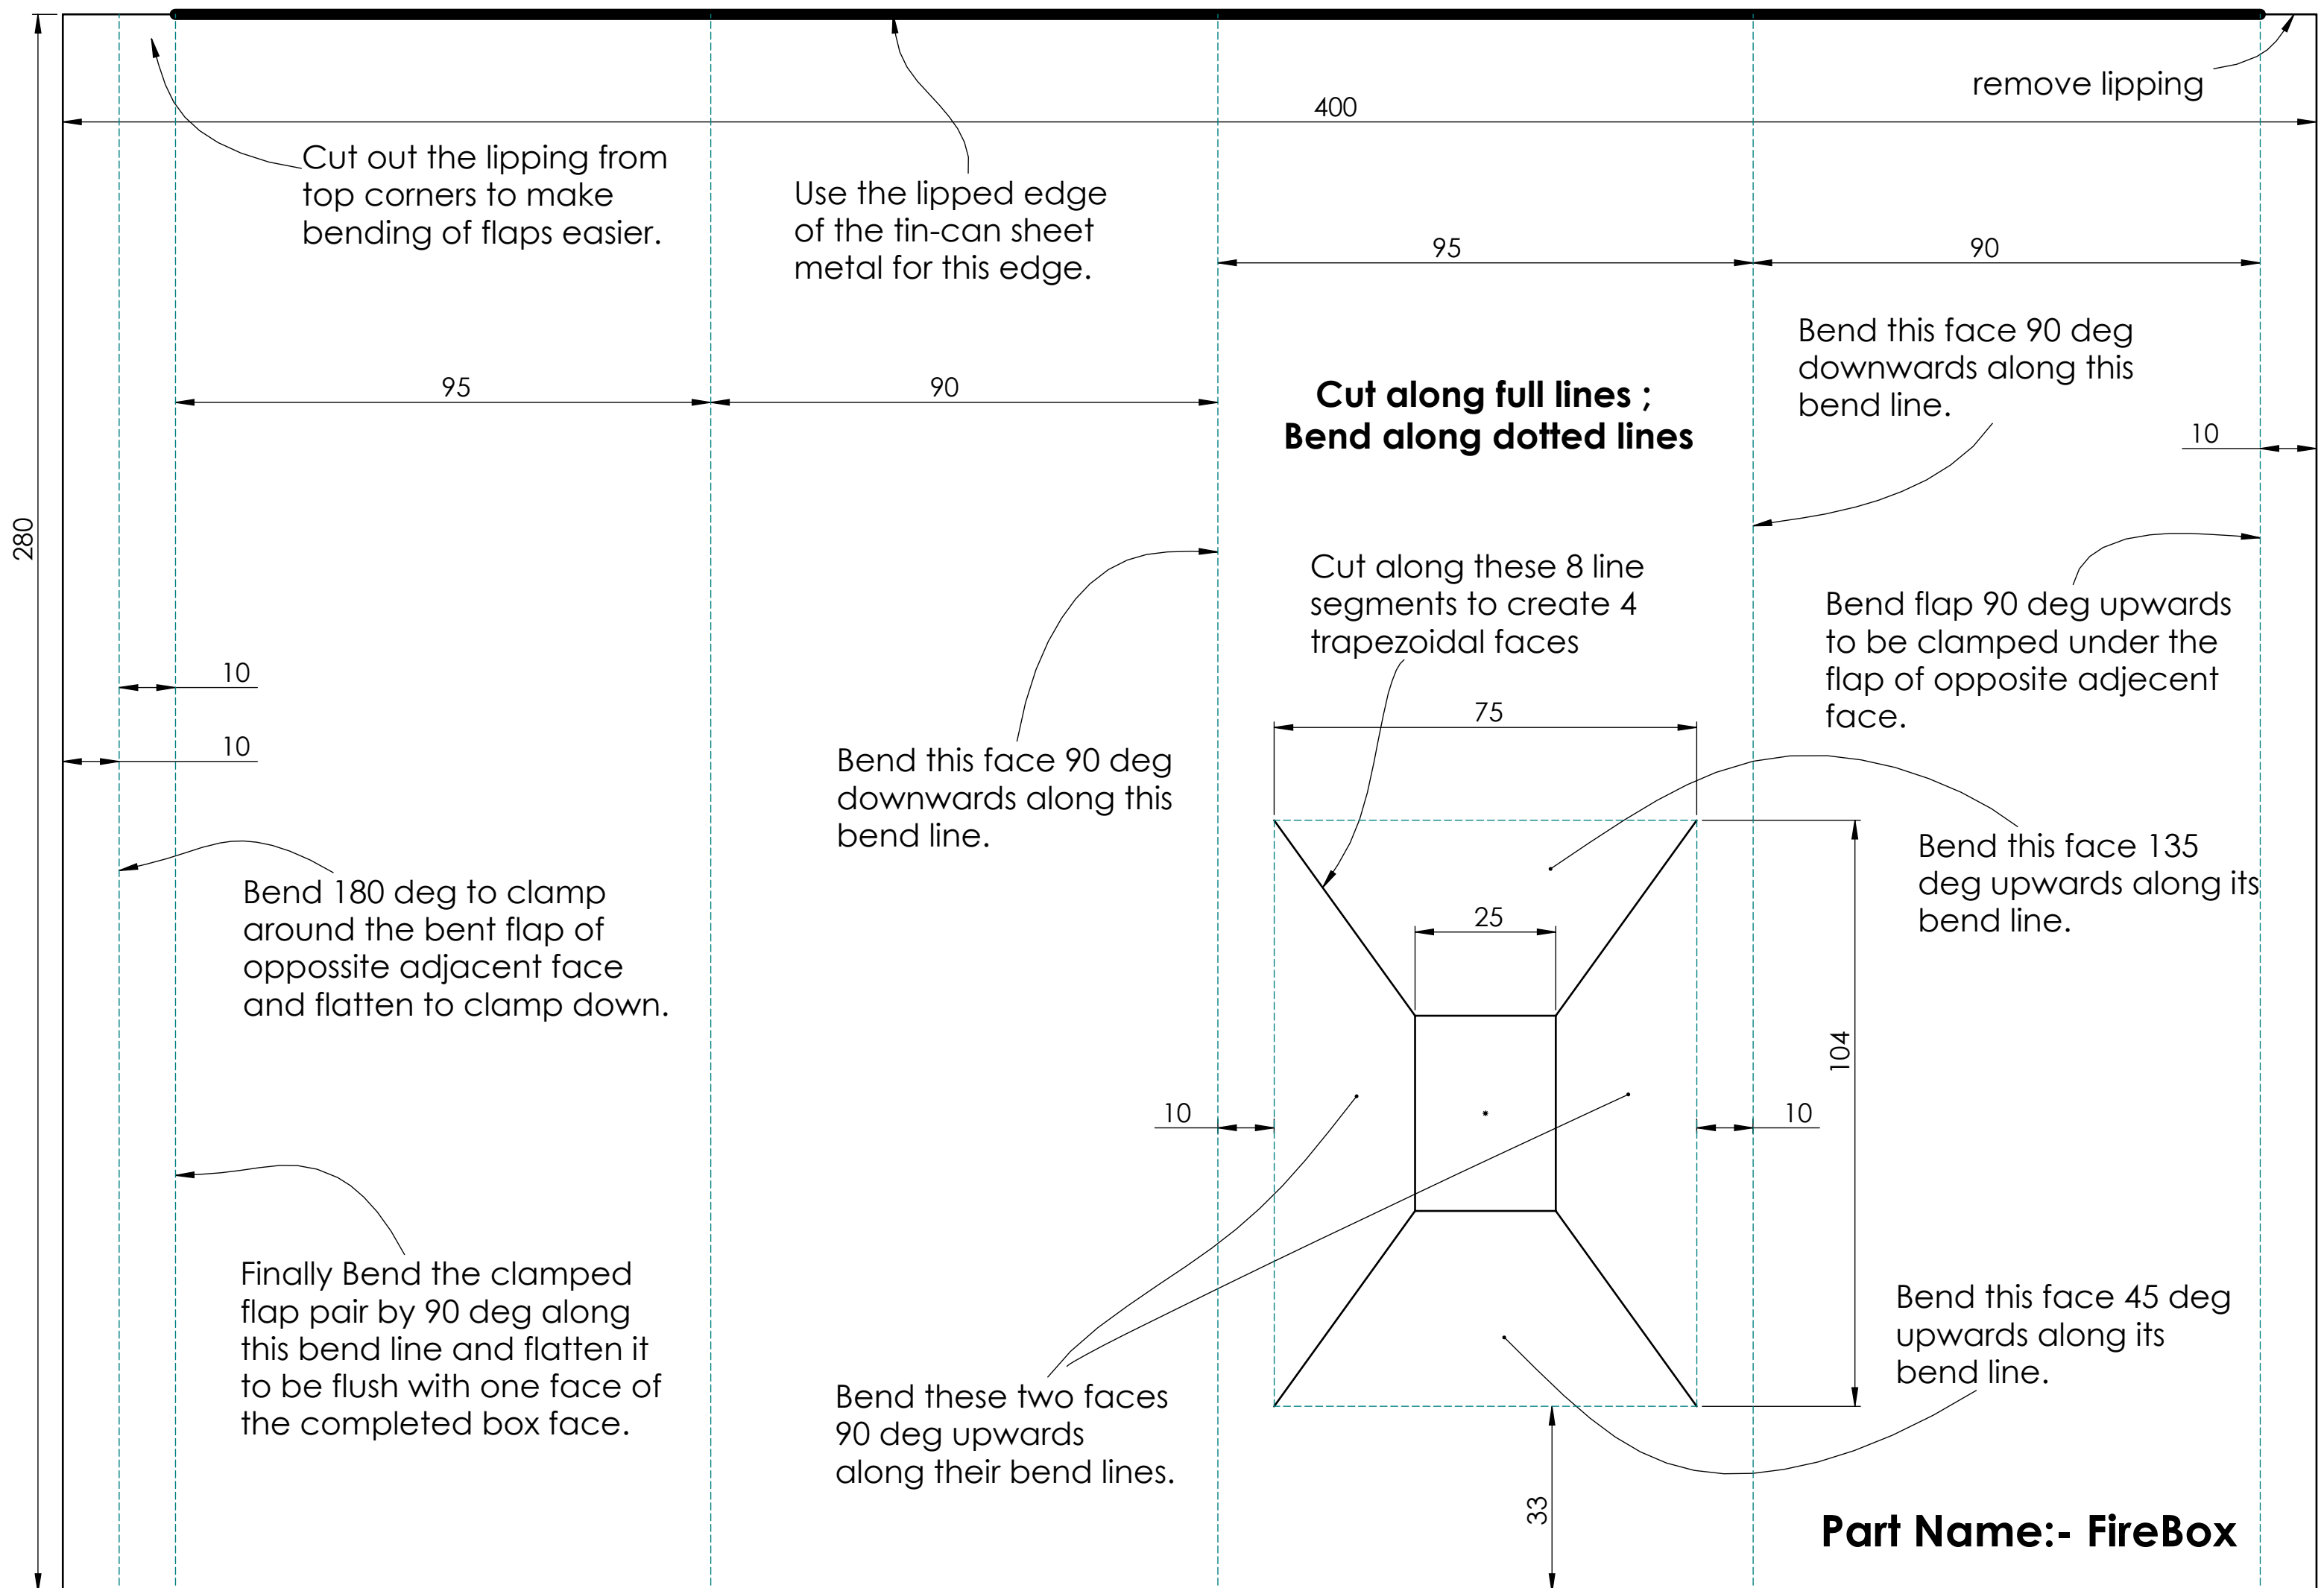 remove lipping
400
Cut out the lipping from
top corners to make
bending of flaps easier.
Use the lipped edge
of the tin-can sheet
metal for this edge.
95
90
Bend this face 90 deg
downwards along this
bend line.
95
90
Cut along full lines ;
Bend along dotted lines
10
280
Cut along these 8 line
segments to create 4
trapezoidal faces
Bend flap 90 deg upwards
to be clamped under the
flap of opposite adjecent
face.
10
10
75
Bend this face 90 deg
downwards along this
bend line.
Bend this face 135
deg upwards along its
bend line.
Bend 180 deg to clamp
around the bent flap of
oppossite adjacent face
and flatten to clamp down.
25
104
10
10
Finally Bend the clamped
flap pair by 90 deg along
this bend line and flatten it
to be flush with one face of
the completed box face.
Bend this face 45 deg
upwards along its
bend line.
Bend these two faces
90 deg upwards
along their bend lines.
33
Part Name:- FireBox